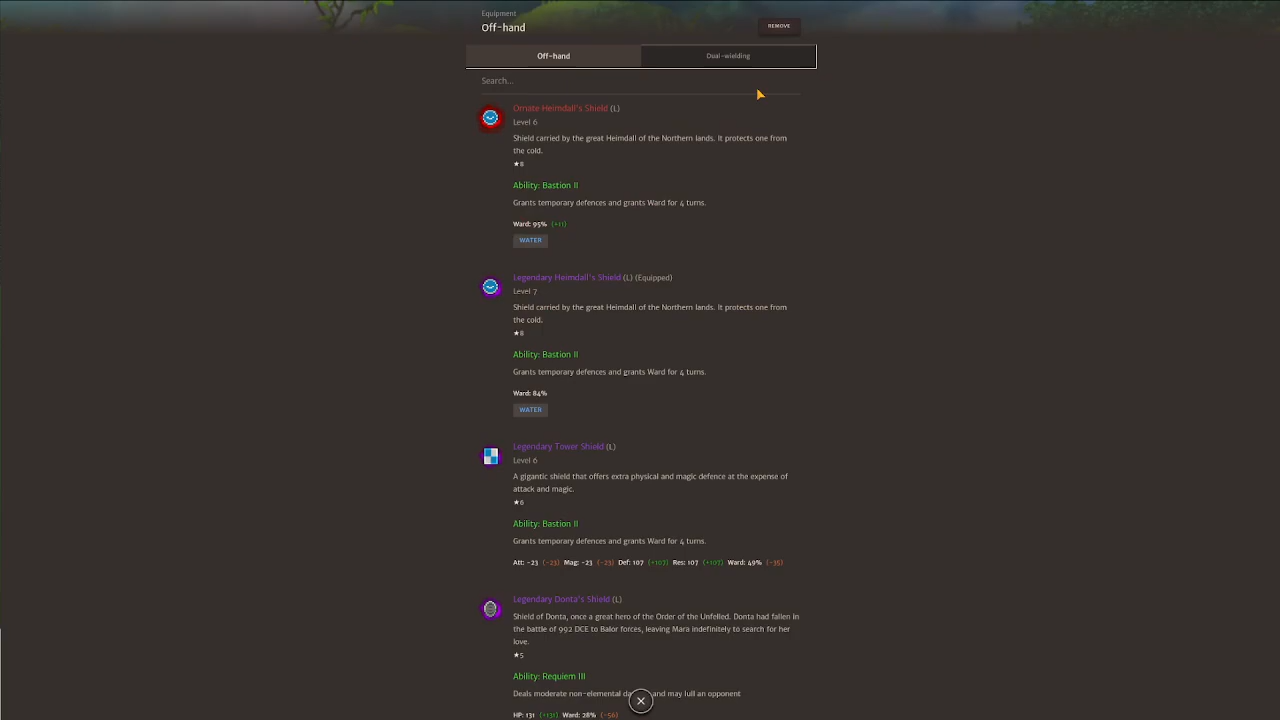 Equipment
Off-hand
REMOVE
Off-hand
Dual-wielding
Search...
Ornate Heimdall's Shield (L)
Level 6
Shield carried by the great Heimdall of the Northern lands. It protects one from
the cold.
★8
Ability: Bastion II
Grants temporary defences and grants Ward for 4 turns.
Ward: 95% (+11)
WATER
Legendary Heimdall's Shield (L) (Equipped)
Level 7
Shield carried by the great Heimdall of the Northern lands. It protects one from
the cold.
★8
Ability: Bastion II
Grants temporary defences and grants Ward for 4 turns.
Ward: 84%
WATER
Legendary Tower Shield (L)
Level 6
A gigantic shield that offers extra physical and magic defence at the expense of
attack and magic.
★6
Ability: Bastion II
Grants temporary defences and grants Ward for 4 turns.
Att: -23 (-23) Mag: -23 (-23) Def: 107 (+107) Res: 107 (+107) Ward: 49% (-35)
Legendary Donta's Shield (L)
Shield of Donta, once a great hero of the Order of the Unfelled. Donta had fallen in
the battle of 992 DCE to Balor forces, leaving Mara indefinitely to search for her
love.
★5
Ability: Requiem III
Deals moderate non-elemental and may lull an opponent
HP: 131 (+131) Ward: 28% (-56)